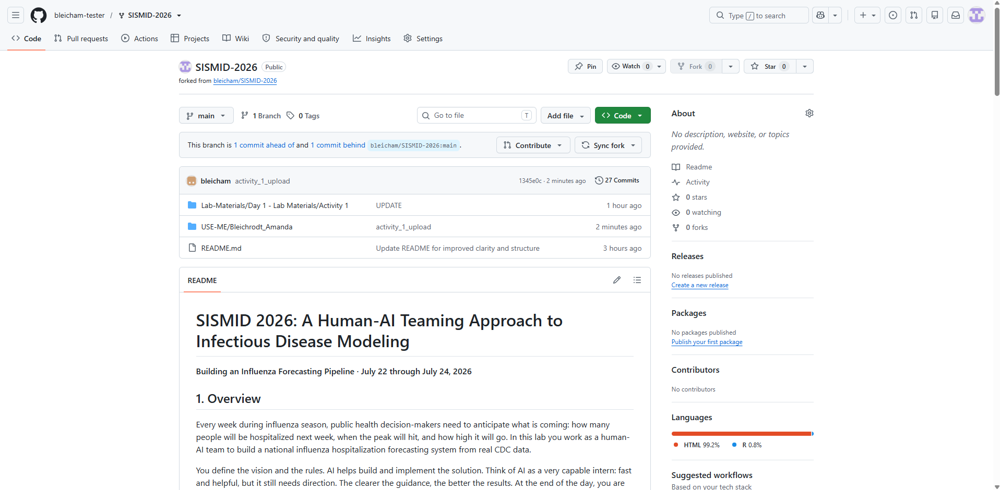 bleicham-tester / SISMID-2026
Type / to search
Code
Pull requests
Actions
Projects
Wiki
Security and quality
Insights
Settings
SISMID-2026 Public
forked from bleicham/SISMID-2026
Pin
Watch 0
Fork 0
Star 0
main
1 Branch
0 Tags
Go to file T
Add file
Code
This branch is 1 commit ahead of and 1 commit behind bleicham/SISMID-2026:main .
Contribute
Sync fork
bleicham activity_1_upload 1345e0c · 2 minutes ago 27 Commits
Lab-Materials/Day 1 - Lab Materials/Activity 1 UPDATE 1 hour ago
USE-ME/Bleichrodt_Amanda activity_1_upload 2 minutes ago
README.md Update README for improved clarity and structure 3 hours ago
README
SISMID 2026: A Human-AI Teaming Approach to
Infectious Disease Modeling
Building an Influenza Forecasting Pipeline · July 22 through July 24, 2026
1. Overview
Every week during influenza season, public health decision-makers need to anticipate what is coming: how many
people will be hospitalized next week, when the peak will hit, and how high it will go. In this lab you work as a human-
AI team to build a national influenza hospitalization forecasting system from real CDC data.
You define the vision and the rules. AI helps build and implement the solution. Think of AI as a very capable intern: fast
and helpful, but it still needs direction. The clearer the guidance, the better the results. At the end of the day, you are
About
No description, website, or topics
provided.
Readme
Activity
0 stars
0 watching
0 forks
Releases
No releases published
Create a new release
Packages
No packages published
Publish your first package
Contributors
No contributors
Languages
HTML 99.2%
R 0.8%
Suggested workflows
Based on your tech stack